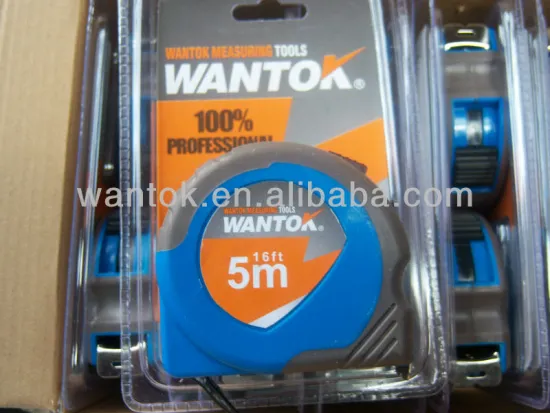 WANTOK MEASURING TOOLS
WANTOK®
100%
PROFESSIONAL
wantok.en.alibaba.com
WANTOK MEASURING TOOLS
WANTOK®
16ft
5m